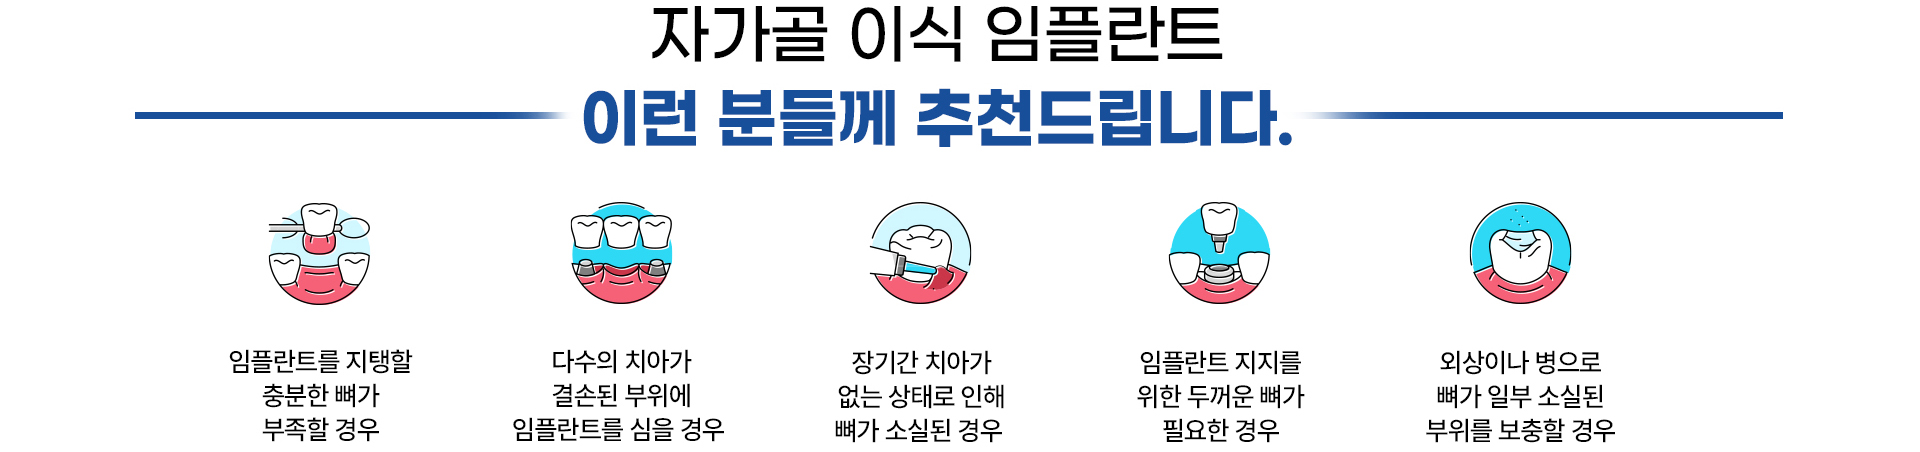 자가골 이식 임플란트
이런 분들께 추천드립니다.
임플란트를 지탱할
충분한 뼈가
부족할 경우
다수의 치아가
결손된 부위에
임플란트를 심을 경우
장기간 치아가
없는 상태로 인해
뼈가 소실된 경우
임플란트 지지를
위한 두꺼운 뼈가
필요한 경우
외상이나 병으로
뼈가 일부 소실된
부위를 보충할 경우